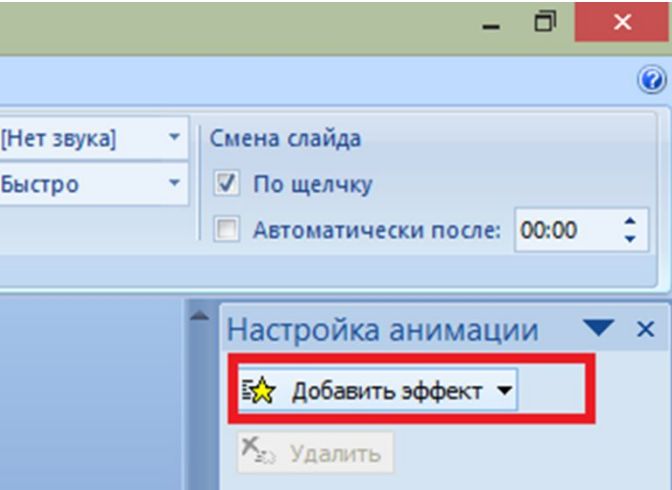 [Нет звука]
Смена слайда
Быстро
По щелчку
Автоматически после: 00:00
Настройка анимации
Добавить эффект
Удалить